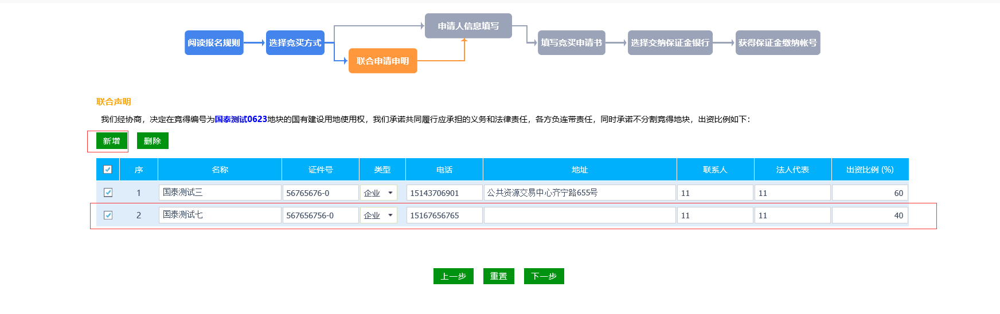 申请人信息填写
阅读报名规则 选择竞买方式 填写竞买申请书 选择交纳保证金银行 获得保证金缴纳帐号
联合申请申明
联合声明
我们经协商，决定在竟得编号为国泰测试0623地块的国有建设用地使用权，我们承诺共同履行应承担的义务和法律责任，各方负连带责任，同时承诺不分割竟得地块，出资比例如下：
新增 删除
序 名称 证件号 类型 电话 地址 联系人 法人代表 出资比例 (%)
1 国泰测试三 56765676-0 企业 15143706901 公共资源交易中心齐宁路655号 11 11 60
2 国泰测试七 567656756-0 企业 15167656765 11 11 40
上一步 重置 下一步